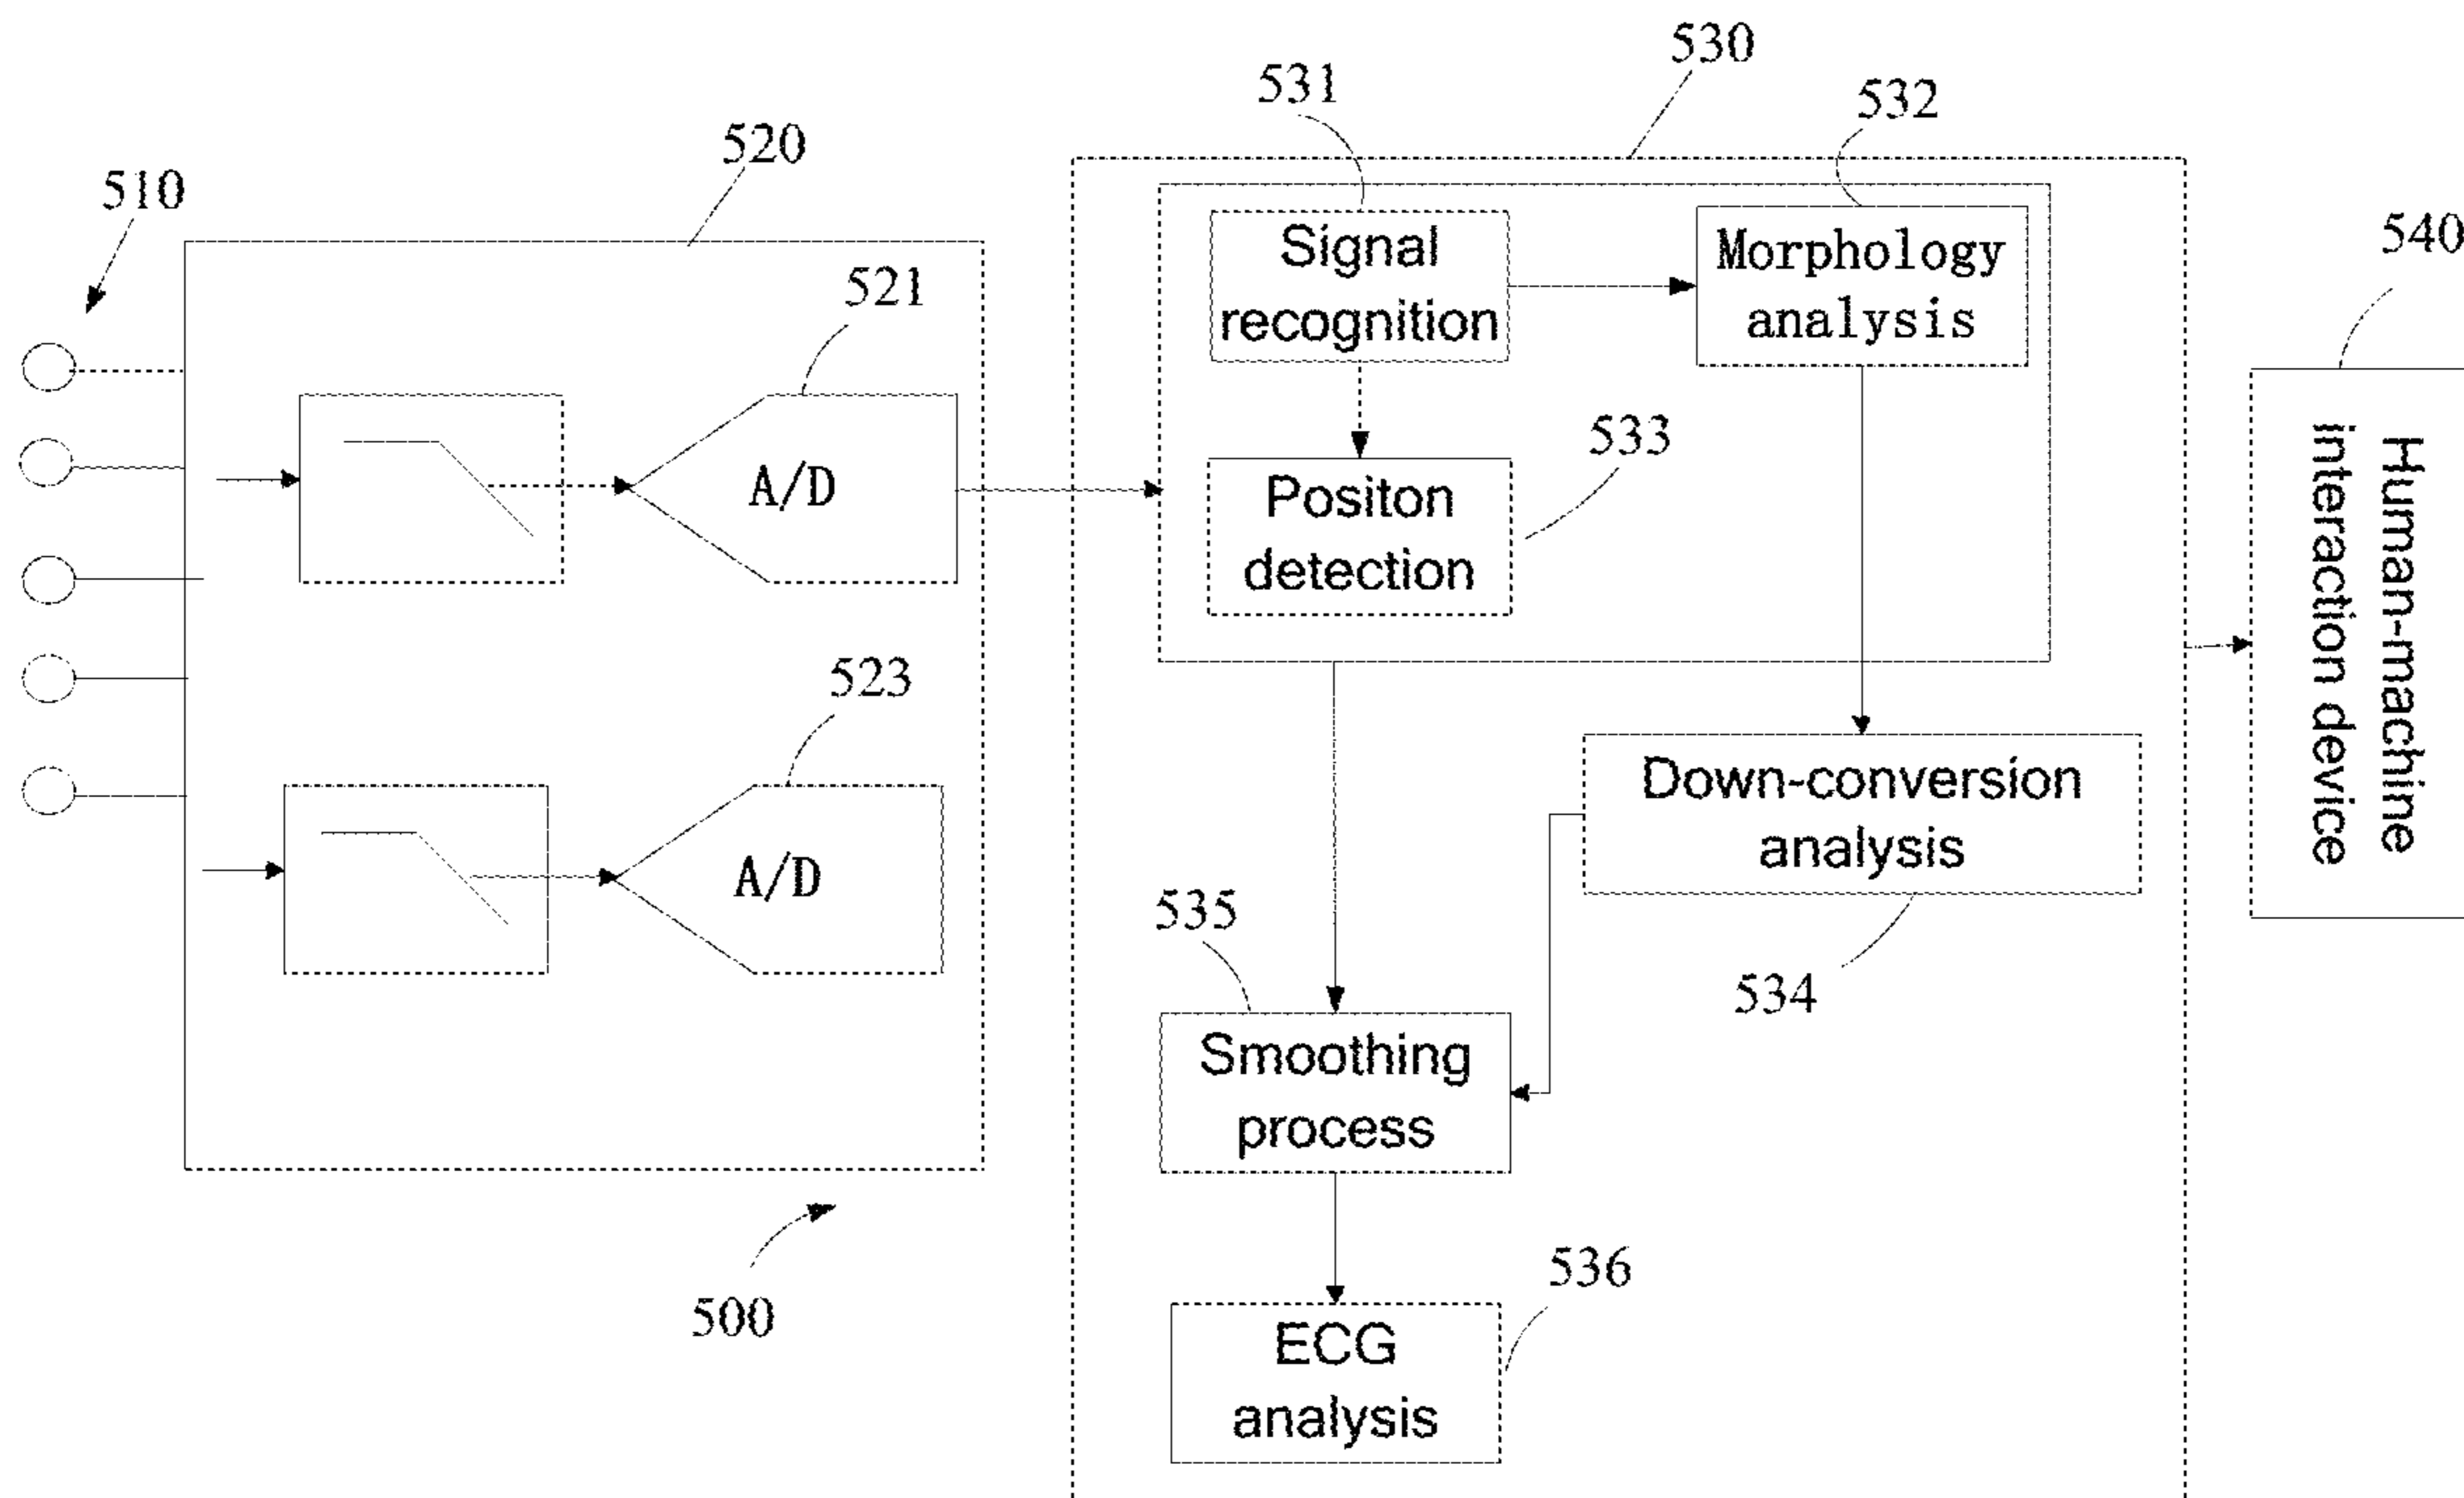 530
531
532
520
510
540
Signal
recognition
Morphology
analysis
521
533
A/D
Positon
detection
Human-machine
interaction device
523
Down-conversion
analysis
A/D
535
534
Smoothing
process
536
500
ECG
analysis